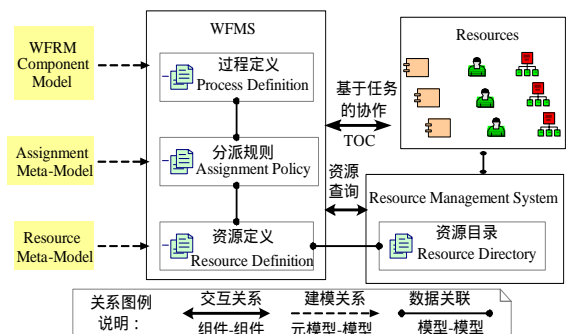 WFRM
Component
Model
Assignment
Meta-Model
Resource
Meta-Model
WFMS
过程定义
Process Definition
分派规则
Assignment Policy
资源定义
Resource Definition
基于任务
的协作
TOC
资源
查询
Resources
Resource Management System
资源目录
Resource Directory
关系图例
说明：
交互关系
组件-组件
建模关系
元模型-模型
数据关联
模型-模型